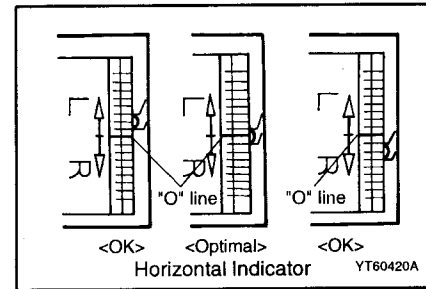 L R
L R
L R
"O" line "O" line
<OK> <Optimal> <OK>
Horizontal Indicator YT60420A